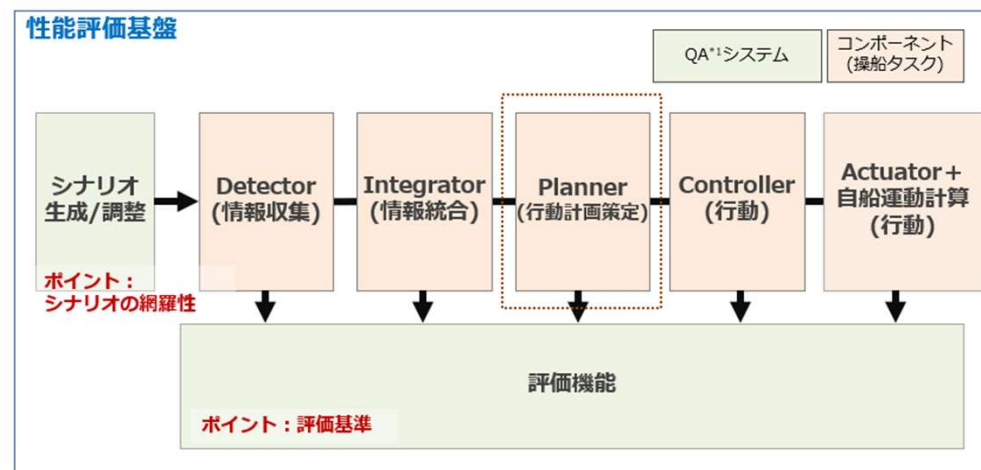 性能評価基盤
QA*1システム
コンポーネント
(操船タスク)
シナリオ
生成/調整
Detector
(情報収集)
Integrator
(情報統合)
Planner
(行動計画策定)
Controller
(行動)
Actuator+
自船運動計算
(行動)
ポイント:
シナリオの網羅性
評価機能
ポイント:評価基準